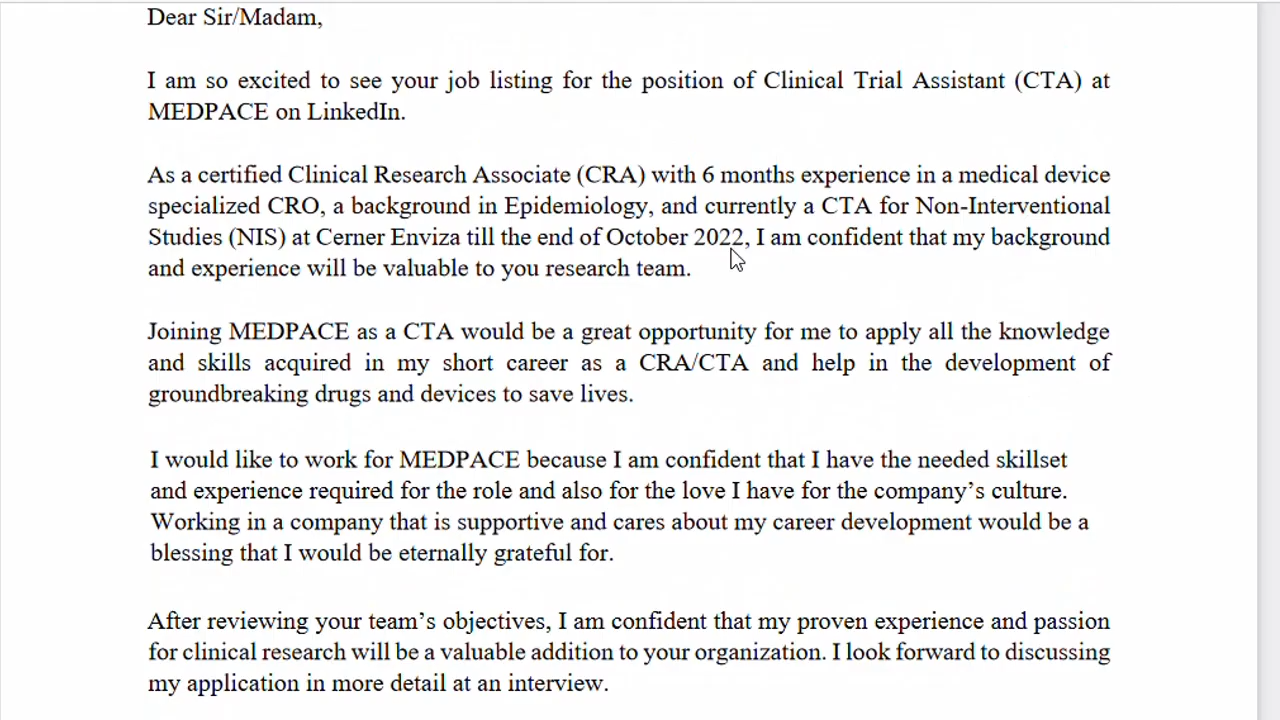 Dear Sir/Madam,
I am so excited to see your job listing for the position of Clinical Trial Assistant (CTA) at
MEDPACE on LinkedIn.
As a certified Clinical Research Associate (CRA) with 6 months experience in a medical device
specialized CRO, a background in Epidemiology, and currently a CTA for Non-Interventional
Studies (NIS) at Cerner Enviza till the end of October 2022, I am confident that my background
and experience will be valuable to you research team.
Joining MEDPACE as a CTA would be a great opportunity for me to apply all the knowledge
and skills acquired in my short career as a CRA/CTA and help in the development of
groundbreaking drugs and devices to save lives.
I would like to work for MEDPACE because I am confident that I have the needed skillset
and experience required for the role and also for the love I have for the company’s culture.
Working in a company that is supportive and cares about my career development would be a
blessing that I would be eternally grateful for.
After reviewing your team’s objectives, I am confident that my proven experience and passion
for clinical research will be a valuable addition to your organization. I look forward to discussing
my application in more detail at an interview.